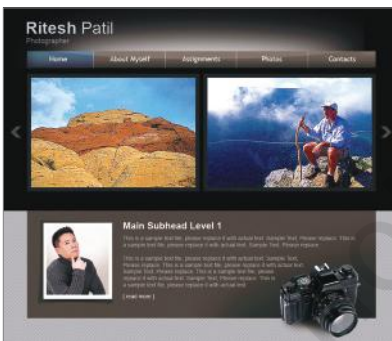 Ritesh Patil
Photographer
Home About Myself Assignments Photos Contacts
Main Subhead Level 1
This is a sample text file, please replace it with actual text. Sample Text, Please replace. This is
a sample text file, please replace it with actual text. Sample Text, Please replace
This is a sample text file, please replace it with actual text. Sample Text,
Please replace. This is a sample text file, please replace it with actual text.
Sample Text, Please replace. This is a sample text file, please
replace it with actual text. Sample Text, Please replace. This is
a sample text file, please replace it with actual text
[ read more ]